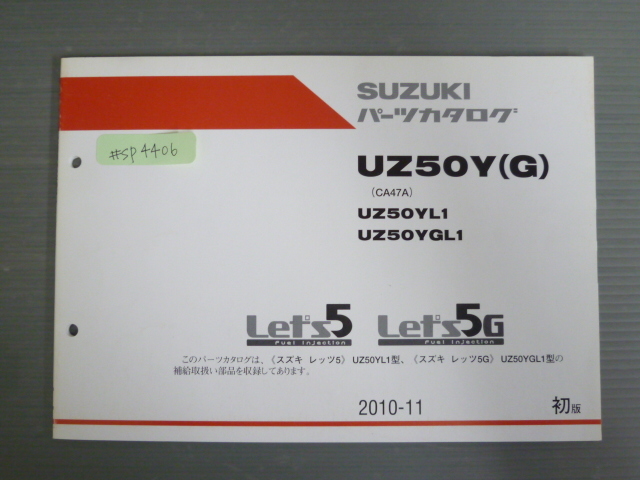 SUZUKI
パーツカタログ
#SP4406
UZ50Y(G)
(CA47A)
UZ50YL1
UZ50YGL1
Let's5
Fuel Injection
Let's5G
Fuel Injection
このパーツカタログは、《スズキ レッツ5》 UZ50YL1型、《スズキ レッツ5G》 UZ50YGL1型の
補給取扱い部品を収録してあります。
2010-11
初版